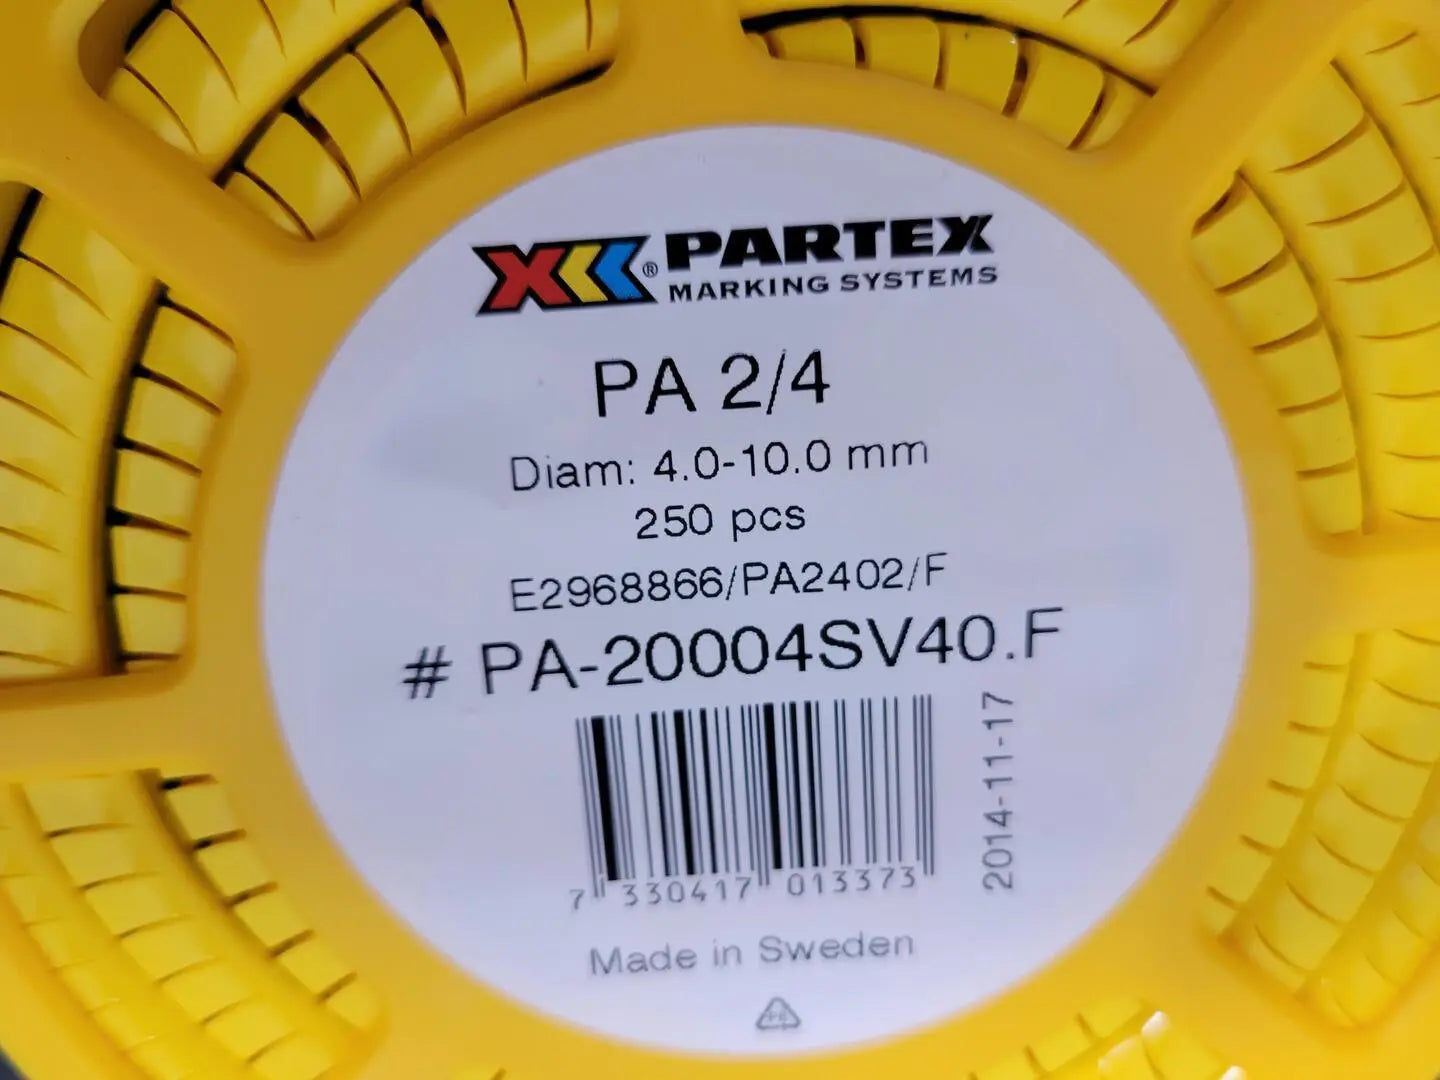 PARTEX
®
MARKING SYSTEMS
PA 2/4
Diam: 4.0-10.0 mm
250 pcs
E2968866/PA2402/F
# PA-20004SV40.F
2014-11-17
7 330417 013373
Made in Sweden
PE